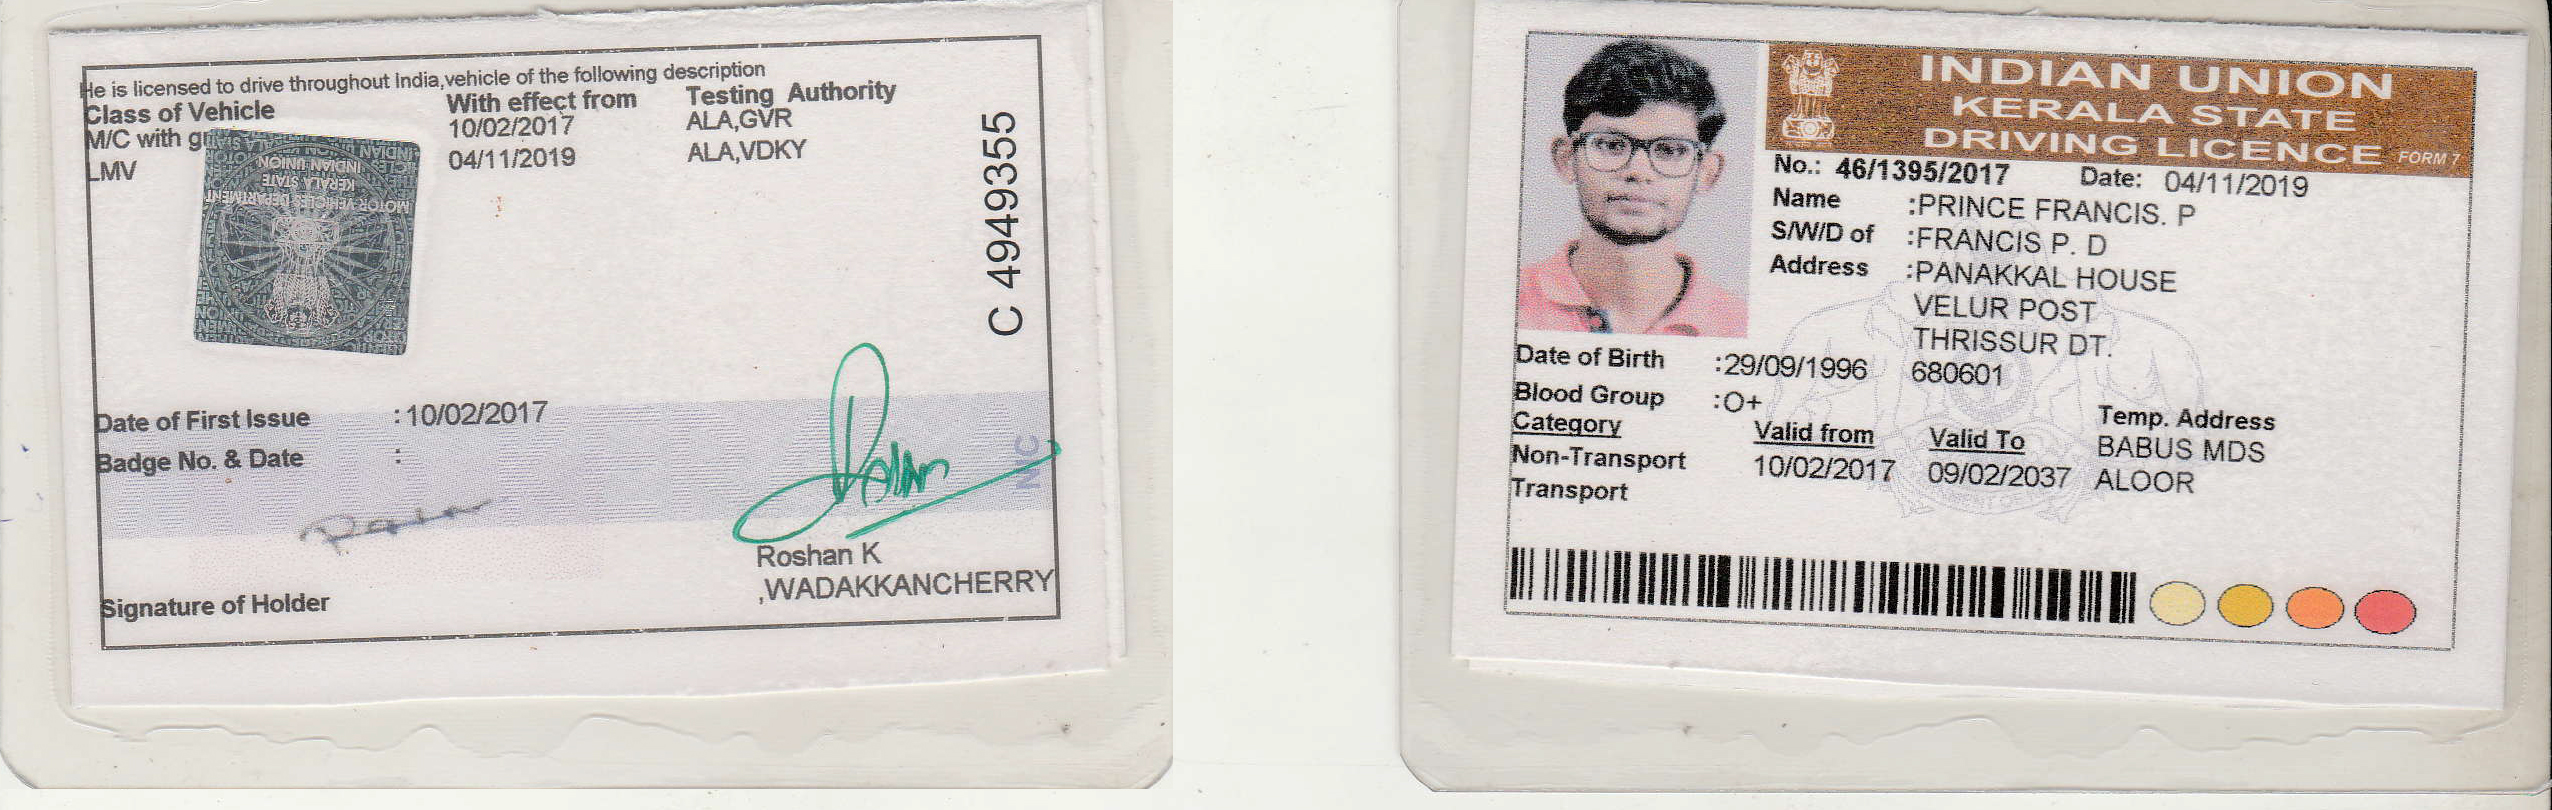 He is licensed to drive throughout India,vehicle of the following description
Class of Vehicle With effect from Testing Authority
M/C with 10/02/2017 ALA,GVR
LMV 04/11/2019 ALA,VDKY
INDIAN UNION
KERALA STATE
MOTOR VEHICLES DEPARTMENT
C 4949355
Date of First Issue : 10/02/2017
Badge No. & Date :
NIC
Roshan K
,WADAKKANCHERRY
Signature of Holder
INDIAN UNION
KERALA STATE
DRIVING LICENCE FORM 7
No.: 46/1395/2017 Date: 04/11/2019
Name :PRINCE FRANCIS. P
S/W/D of :FRANCIS P. D
Address :PANAKKAL HOUSE
VELUR POST
THRISSUR DT.
Date of Birth :29/09/1996 680601
Blood Group :O+
Category Valid from Valid To Temp. Address
Non-Transport 10/02/2017 09/02/2037 BABUS MDS
Transport ALOOR